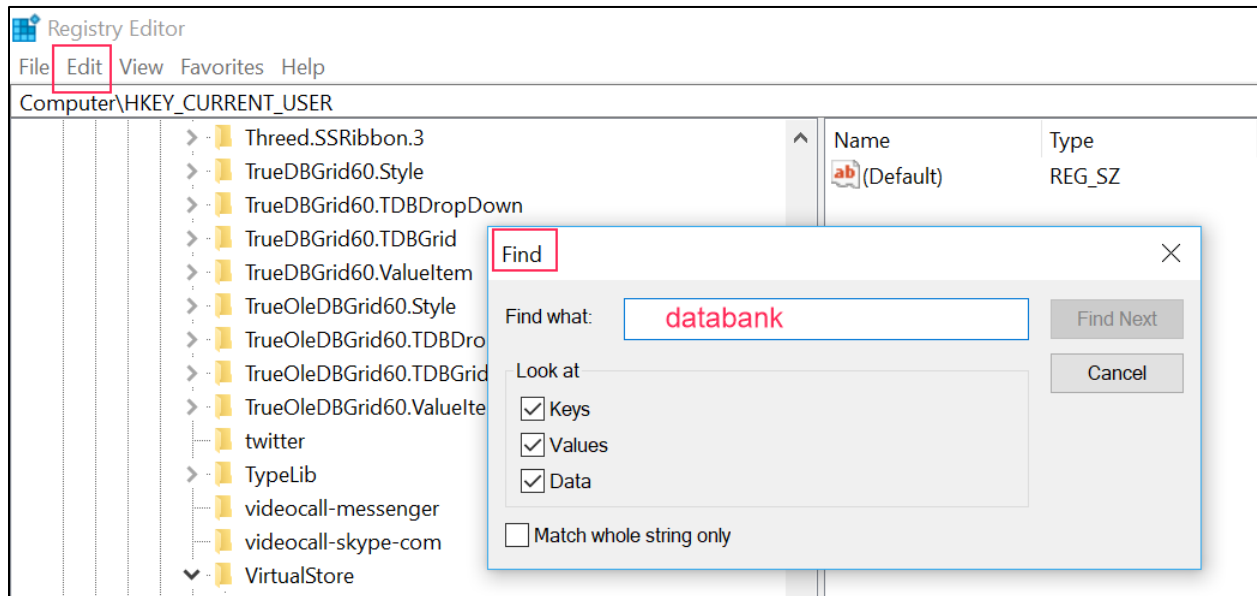 Registry Editor
File Edit View Favorites Help
Computer\HKEY_CURRENT_USER
Threed.SSRibbon.3
TrueDBGrid60.Style
TrueDBGrid60.TDBDropDown
TrueDBGrid60.TDBGrid
TrueDBGrid60.ValueItem
TrueOleDBGrid60.Style
TrueOleDBGrid60.TDBDro
TrueOleDBGrid60.TDBGrid
TrueOleDBGrid60.ValueIte
twitter
TypeLib
videocall-messenger
videocall-skype-com
VirtualStore
Name Type
ab (Default) REG_SZ
Find
Find what: databank Find Next
Look at Cancel
Keys
Values
Data
Match whole string only